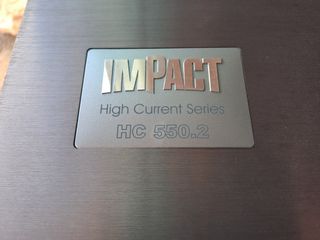 IMPACT
High Current Series
HC 550.2